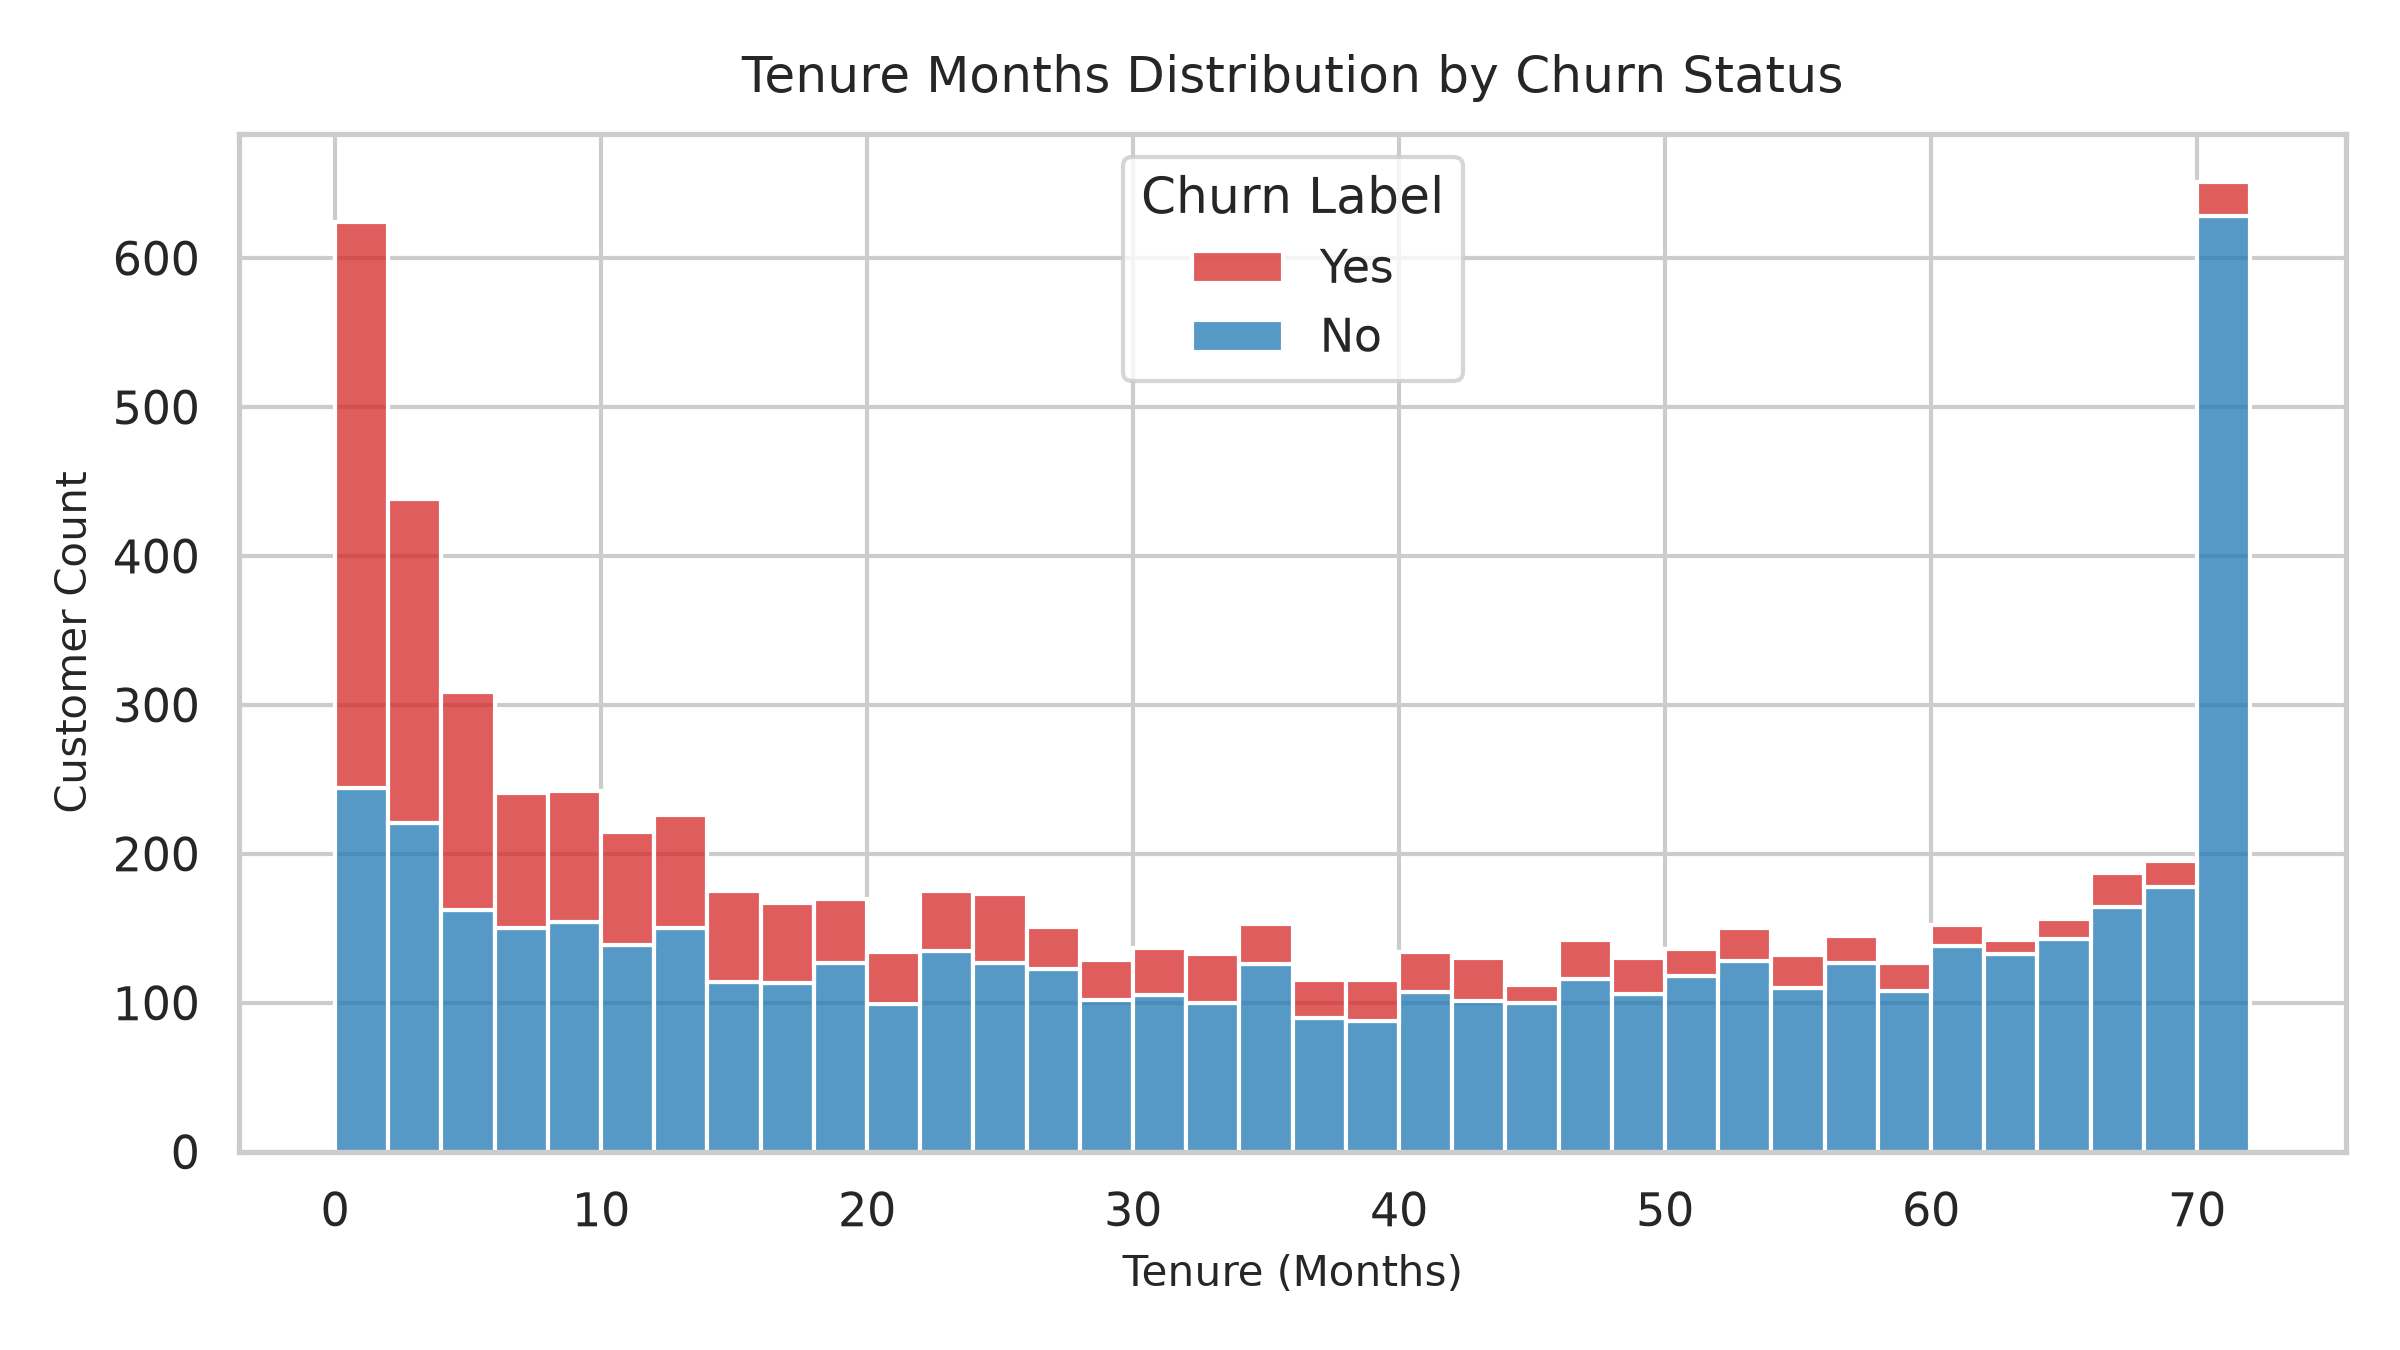 Tenure Months Distribution by Churn Status
Churn Label
Yes
No
Customer Count
600
500
400
300
200
100
0
0 10 20 30 40 50 60 70
Tenure (Months)